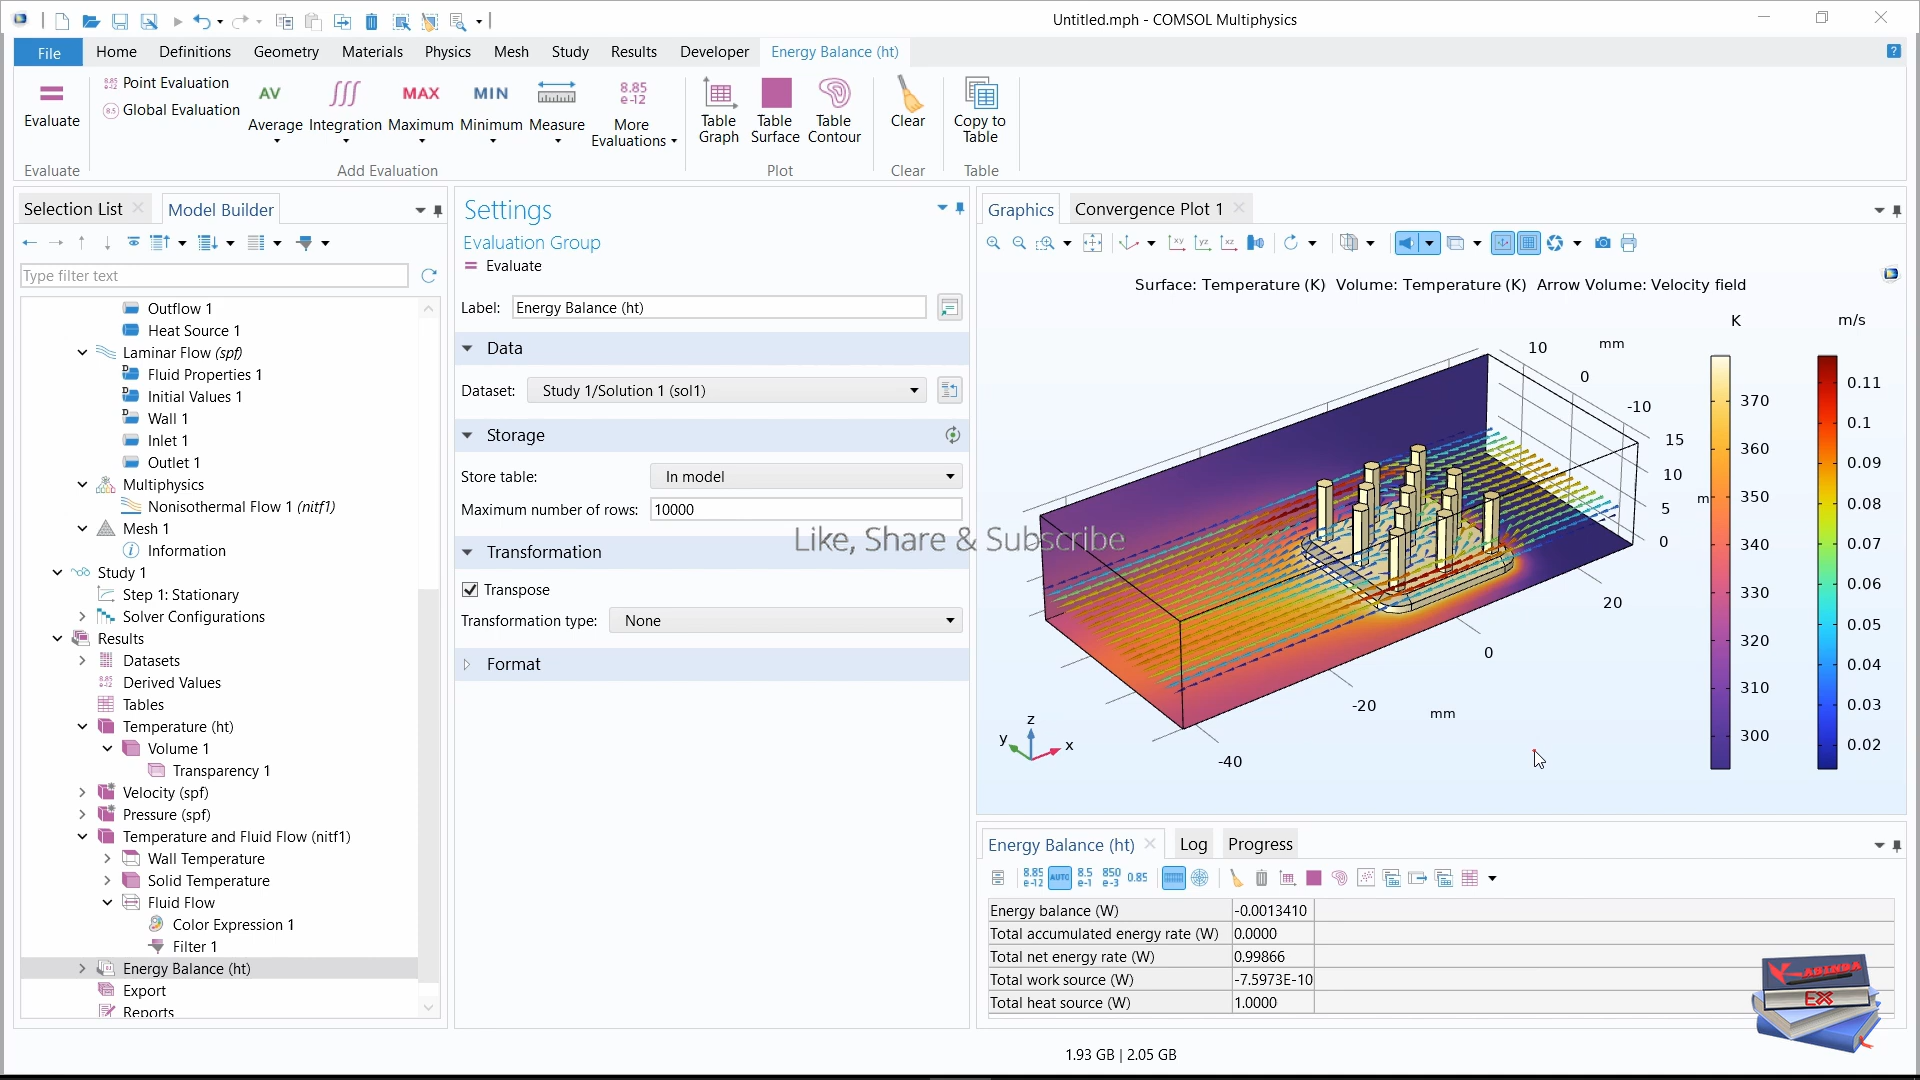 Untitled.mph - COMSOL Multiphysics
File
Home
Definitions
Geometry
Materials
Physics
Mesh
Study
Results
Developer
Energy Balance (ht)
Evaluate
Point Evaluation
Global Evaluation
AV
Average
Integration
MAX
Maximum
MIN
Minimum
Measure
8.85
e-12
More
Evaluations
Table
Graph
Table
Surface
Table
Contour
Clear
Copy to
Table
Evaluate
Add Evaluation
Plot
Clear
Table
Selection List
Model Builder
Type filter text
Outflow 1
Heat Source 1
Laminar Flow (spf)
Fluid Properties 1
Initial Values 1
Wall 1
Inlet 1
Outlet 1
Multiphysics
Nonisothermal Flow 1 (nitf1)
Mesh 1
Information
Study 1
Step 1: Stationary
Solver Configurations
Results
Datasets
Derived Values
Tables
Temperature (ht)
Volume 1
Transparency 1
Velocity (spf)
Pressure (spf)
Temperature and Fluid Flow (nitf1)
Wall Temperature
Solid Temperature
Fluid Flow
Color Expression 1
Filter 1
Energy Balance (ht)
Export
Reports
Settings
Evaluation Group
Evaluate
Label: Energy Balance (ht)
Data
Dataset: Study 1/Solution 1 (sol1)
Storage
Store table: In model
Maximum number of rows: 10000
Transformation
Transpose
Transformation type: None
Format
Like, Share & Subscribe
Graphics
Convergence Plot 1
Surface: Temperature (K) Volume: Temperature (K) Arrow Volume: Velocity field
K
m/s
10
mm
0
-10
15
10
5
m
0
20
0
-20
mm
-40
z
y
x
370
360
350
340
330
320
310
300
0.11
0.1
0.09
0.08
0.07
0.06
0.05
0.04
0.03
0.02
Energy Balance (ht)
Log
Progress
8.85
e-12
AUTO
8.5
e-1
850
e-3
0.85
Energy balance (W) -0.0013410
Total accumulated energy rate (W) 0.0000
Total net energy rate (W) 0.99866
Total work source (W) -7.5973E-10
Total heat source (W) 1.0000
KABINDA
EX
1.93 GB | 2.05 GB